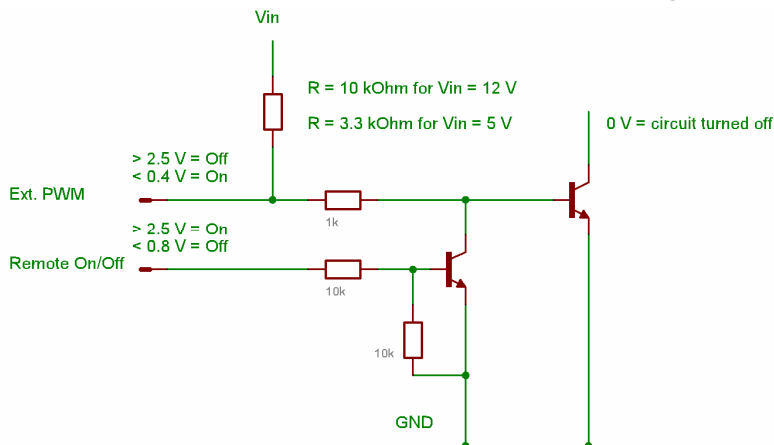 Vin
R = 10 kOhm for Vin = 12 V
R = 3.3 kOhm for Vin = 5 V
0 V = circuit turned off
> 2.5 V = Off
< 0.4 V = On
Ext. PWM
1k
> 2.5 V = On
< 0.8 V = Off
Remote On/Off
10k
10k
GND